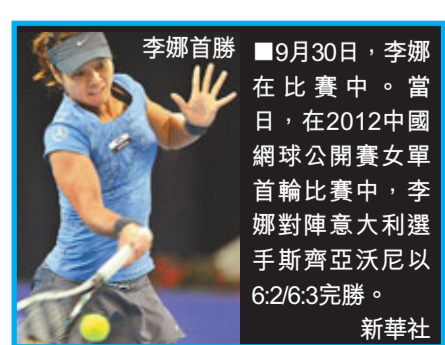 李娜首勝
■9月30日，李娜
在比賽中。當
日，在2012中國
網球公開賽女單
首輪比賽中，李
娜對陣意大利選
手斯齊亞沃尼以
6:2/6:3完勝。
新華社